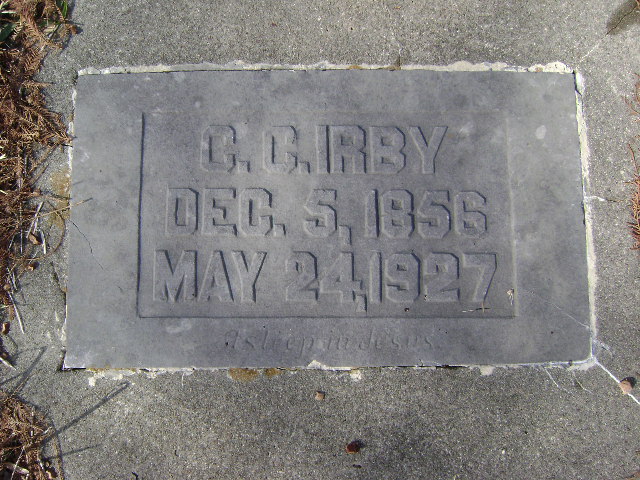 C. C. IRBY
DEC. 5, 1856
MAY 24, 1927
Asleep in Jesus